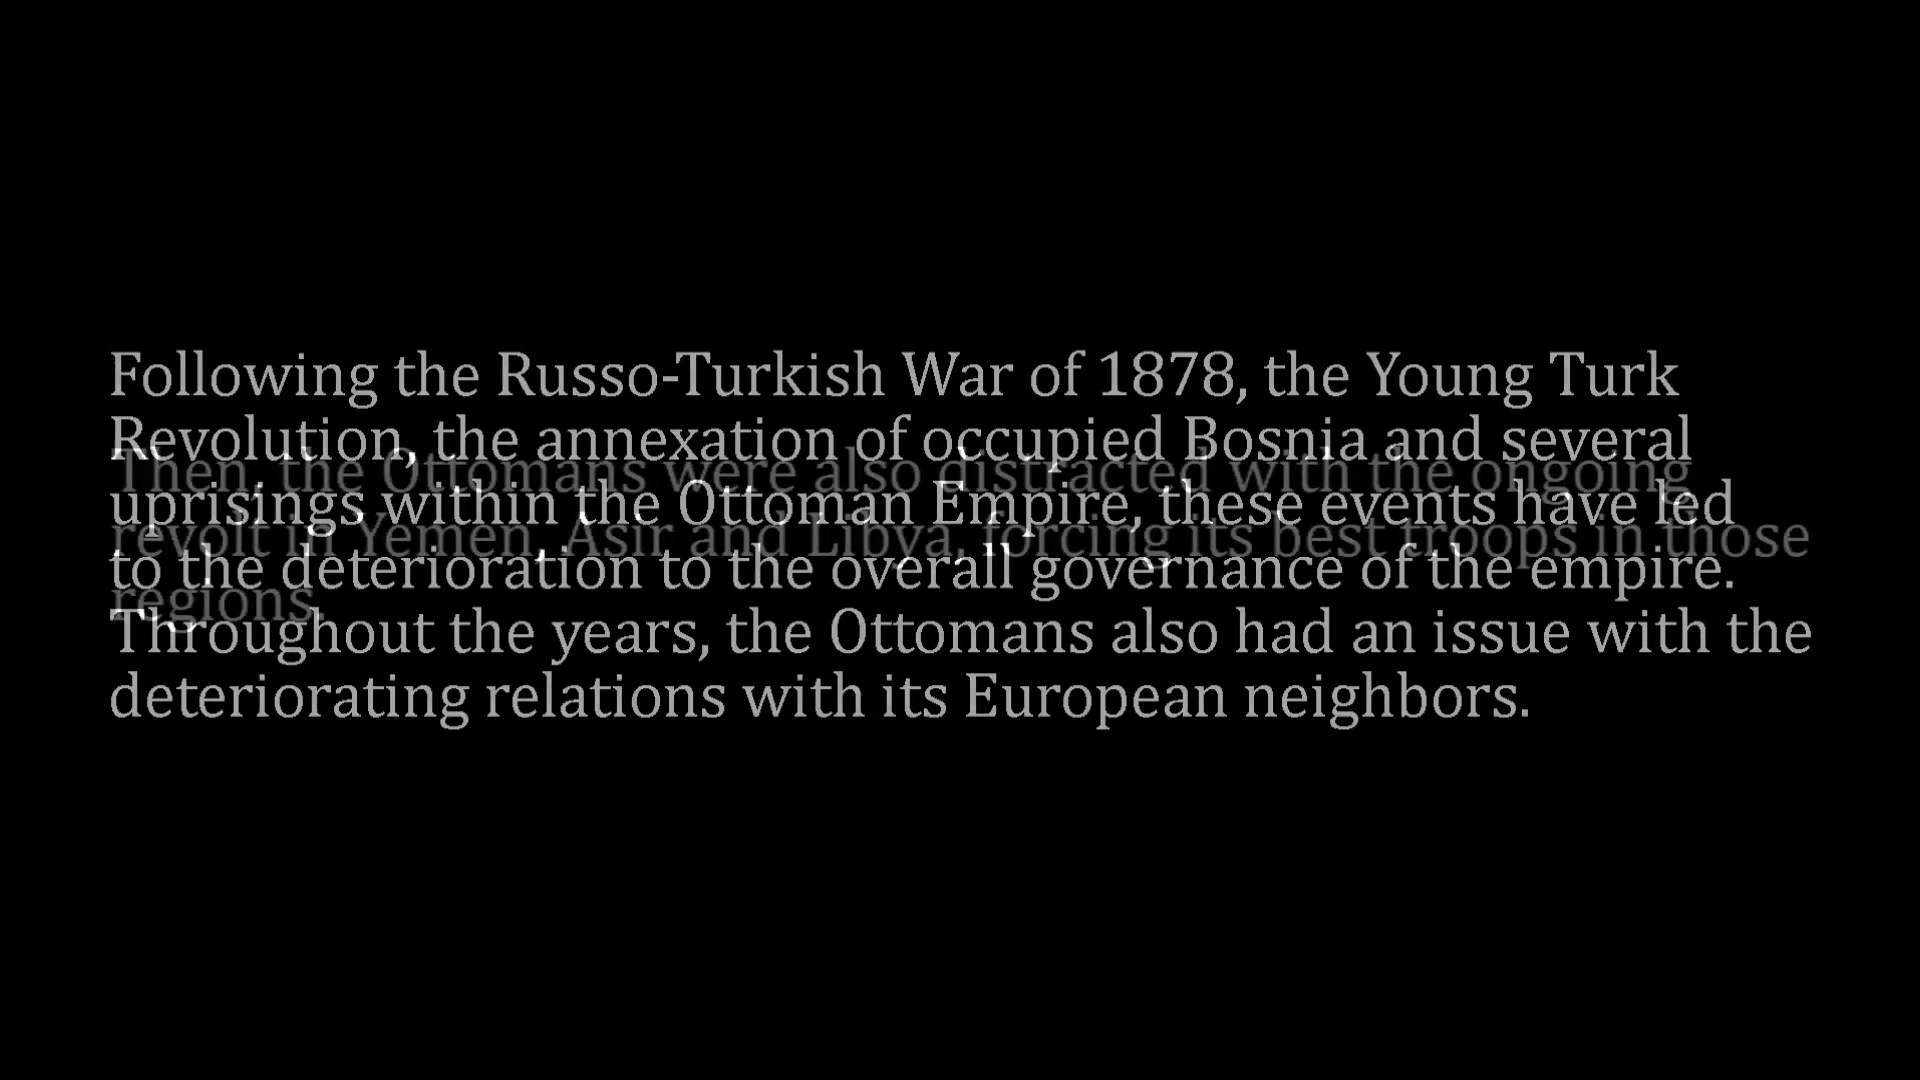 Following the Russo-Turkish War of 1878, the Young Turk
Revolution, the annexation of occupied Bosnia and several
uprisings within the Ottoman Empire, these events have led
to the deterioration to the overall governance of the empire.
Throughout the years, the Ottomans also had an issue with the
deteriorating relations with its European neighbors.
Then, the Ottomans were also distracted with the ongoing
revolt in Yemen, Asir and Libya, forcing its best troops in those
regions.